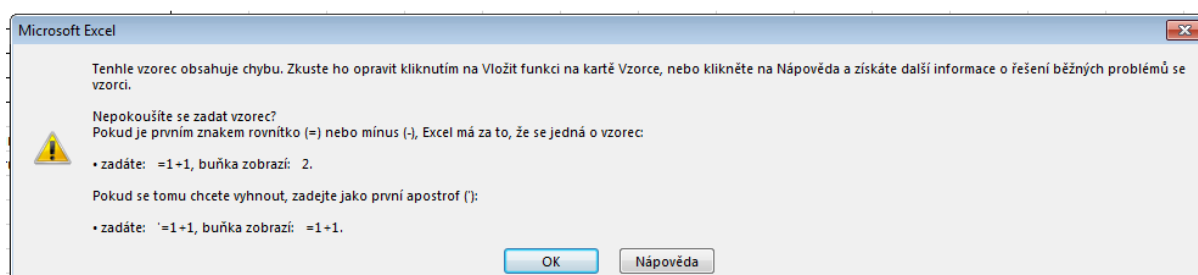 Microsoft Excel
Tenhle vzorec obsahuje chybu. Zkuste ho opravit kliknutím na Vložit funkci na kartě Vzorce, nebo klikněte na Nápověda a získáte další informace o řešení běžných problémů se
vzorci.
Nepokoušíte se zadat vzorec?
Pokud je prvním znakem rovnítko (=) nebo mínus (-), Excel má za to, že se jedná o vzorec:
• zadáte:   =1+1, buňka zobrazí:   2.
Pokud se tomu chcete vyhnout, zadejte jako první apostrof ('):
• zadáte:   '=1+1, buňka zobrazí:   =1+1.
OK
Nápověda